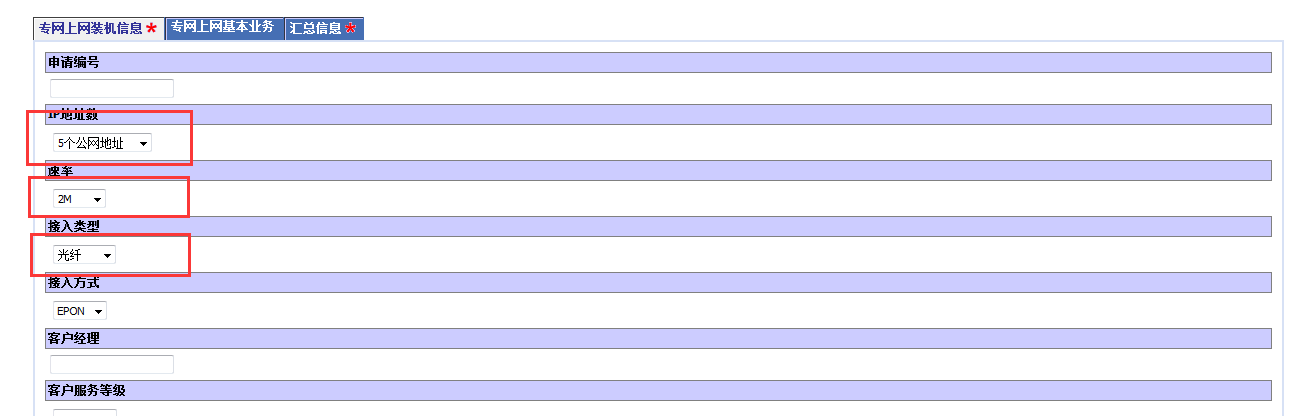 专网上网装机信息 * 专网上网基本业务 汇总信息 *
申请编号
IP地址数
5个公网地址
速率
2M
接入类型
光纤
接入方式
EPON
客户经理
客户服务等级